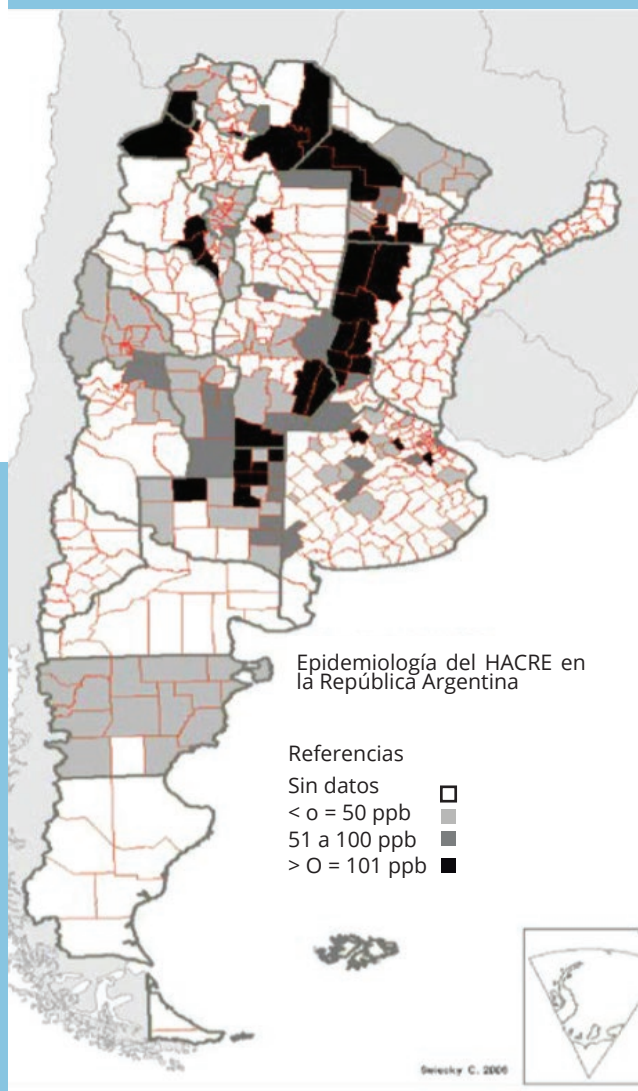 Epidemiología del HACRE en
la República Argentina
Referencias
Sin datos
< o = 50 ppb
51 a 100 ppb
> O = 101 ppb
Swiecky C. 2006